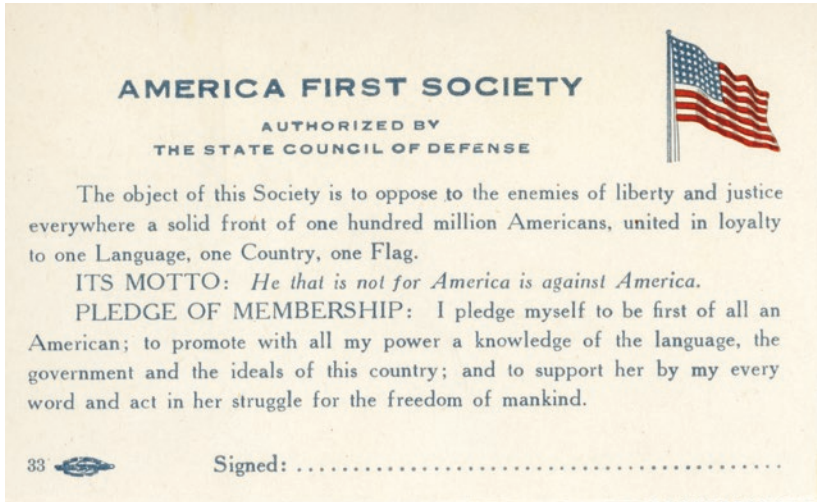 AMERICA FIRST SOCIETY
AUTHORIZED BY
THE STATE COUNCIL OF DEFENSE
The object of this Society is to oppose to the enemies of liberty and justice
everywhere a solid front of one hundred million Americans, united in loyalty
to one Language, one Country, one Flag.
ITS MOTTO: He that is not for America is against America.
PLEDGE OF MEMBERSHIP: I pledge myself to be first of all an
American; to promote with all my power a knowledge of the language, the
government and the ideals of this country; and to support her by my every
word and act in her struggle for the freedom of mankind.
33
Signed: ............................................